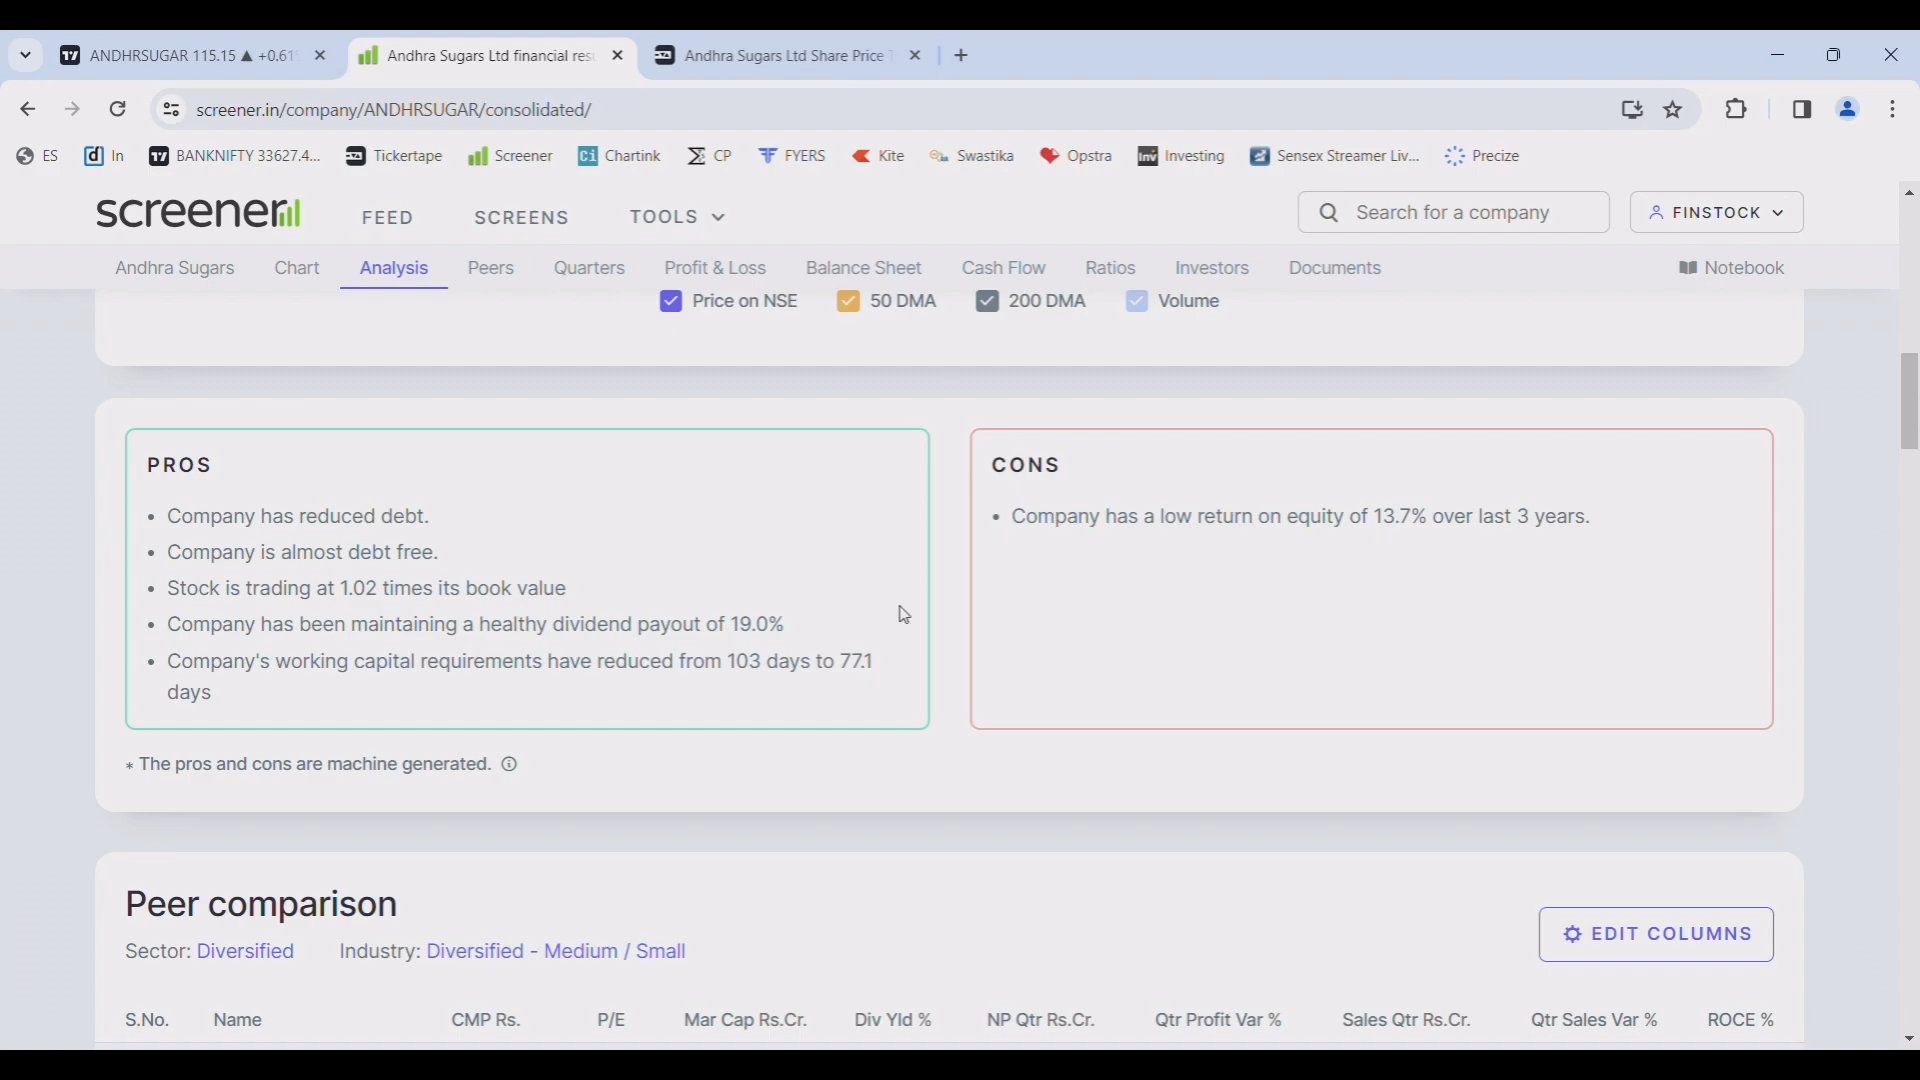 ANDHRSUGAR 115.15 ▲ +0.61
Andhra Sugars Ltd financial res
Andhra Sugars Ltd Share Price
screener.in/company/ANDHRSUGAR/consolidated/
ES In BANKNIFTY 33627.4... Tickertape Screener Chartink CP FYERS Kite Swastika Opstra Investing Sensex Streamer Liv... Precize
screener FEED SCREENS TOOLS Search for a company FINSTOCK
Andhra Sugars Chart Analysis Peers Quarters Profit & Loss Balance Sheet Cash Flow Ratios Investors Documents Notebook
Price on NSE 50 DMA 200 DMA Volume
PROS
• Company has reduced debt.
• Company is almost debt free.
• Stock is trading at 1.02 times its book value
• Company has been maintaining a healthy dividend payout of 19.0%
• Company's working capital requirements have reduced from 103 days to 77.1
days
CONS
• Company has a low return on equity of 13.7% over last 3 years.
* The pros and cons are machine generated.
Peer comparison
Sector: Diversified Industry: Diversified - Medium / Small
EDIT COLUMNS
S.No. Name CMP Rs. P/E Mar Cap Rs.Cr. Div Yld % NP Qtr Rs.Cr. Qtr Profit Var % Sales Qtr Rs.Cr. Qtr Sales Var % ROCE %